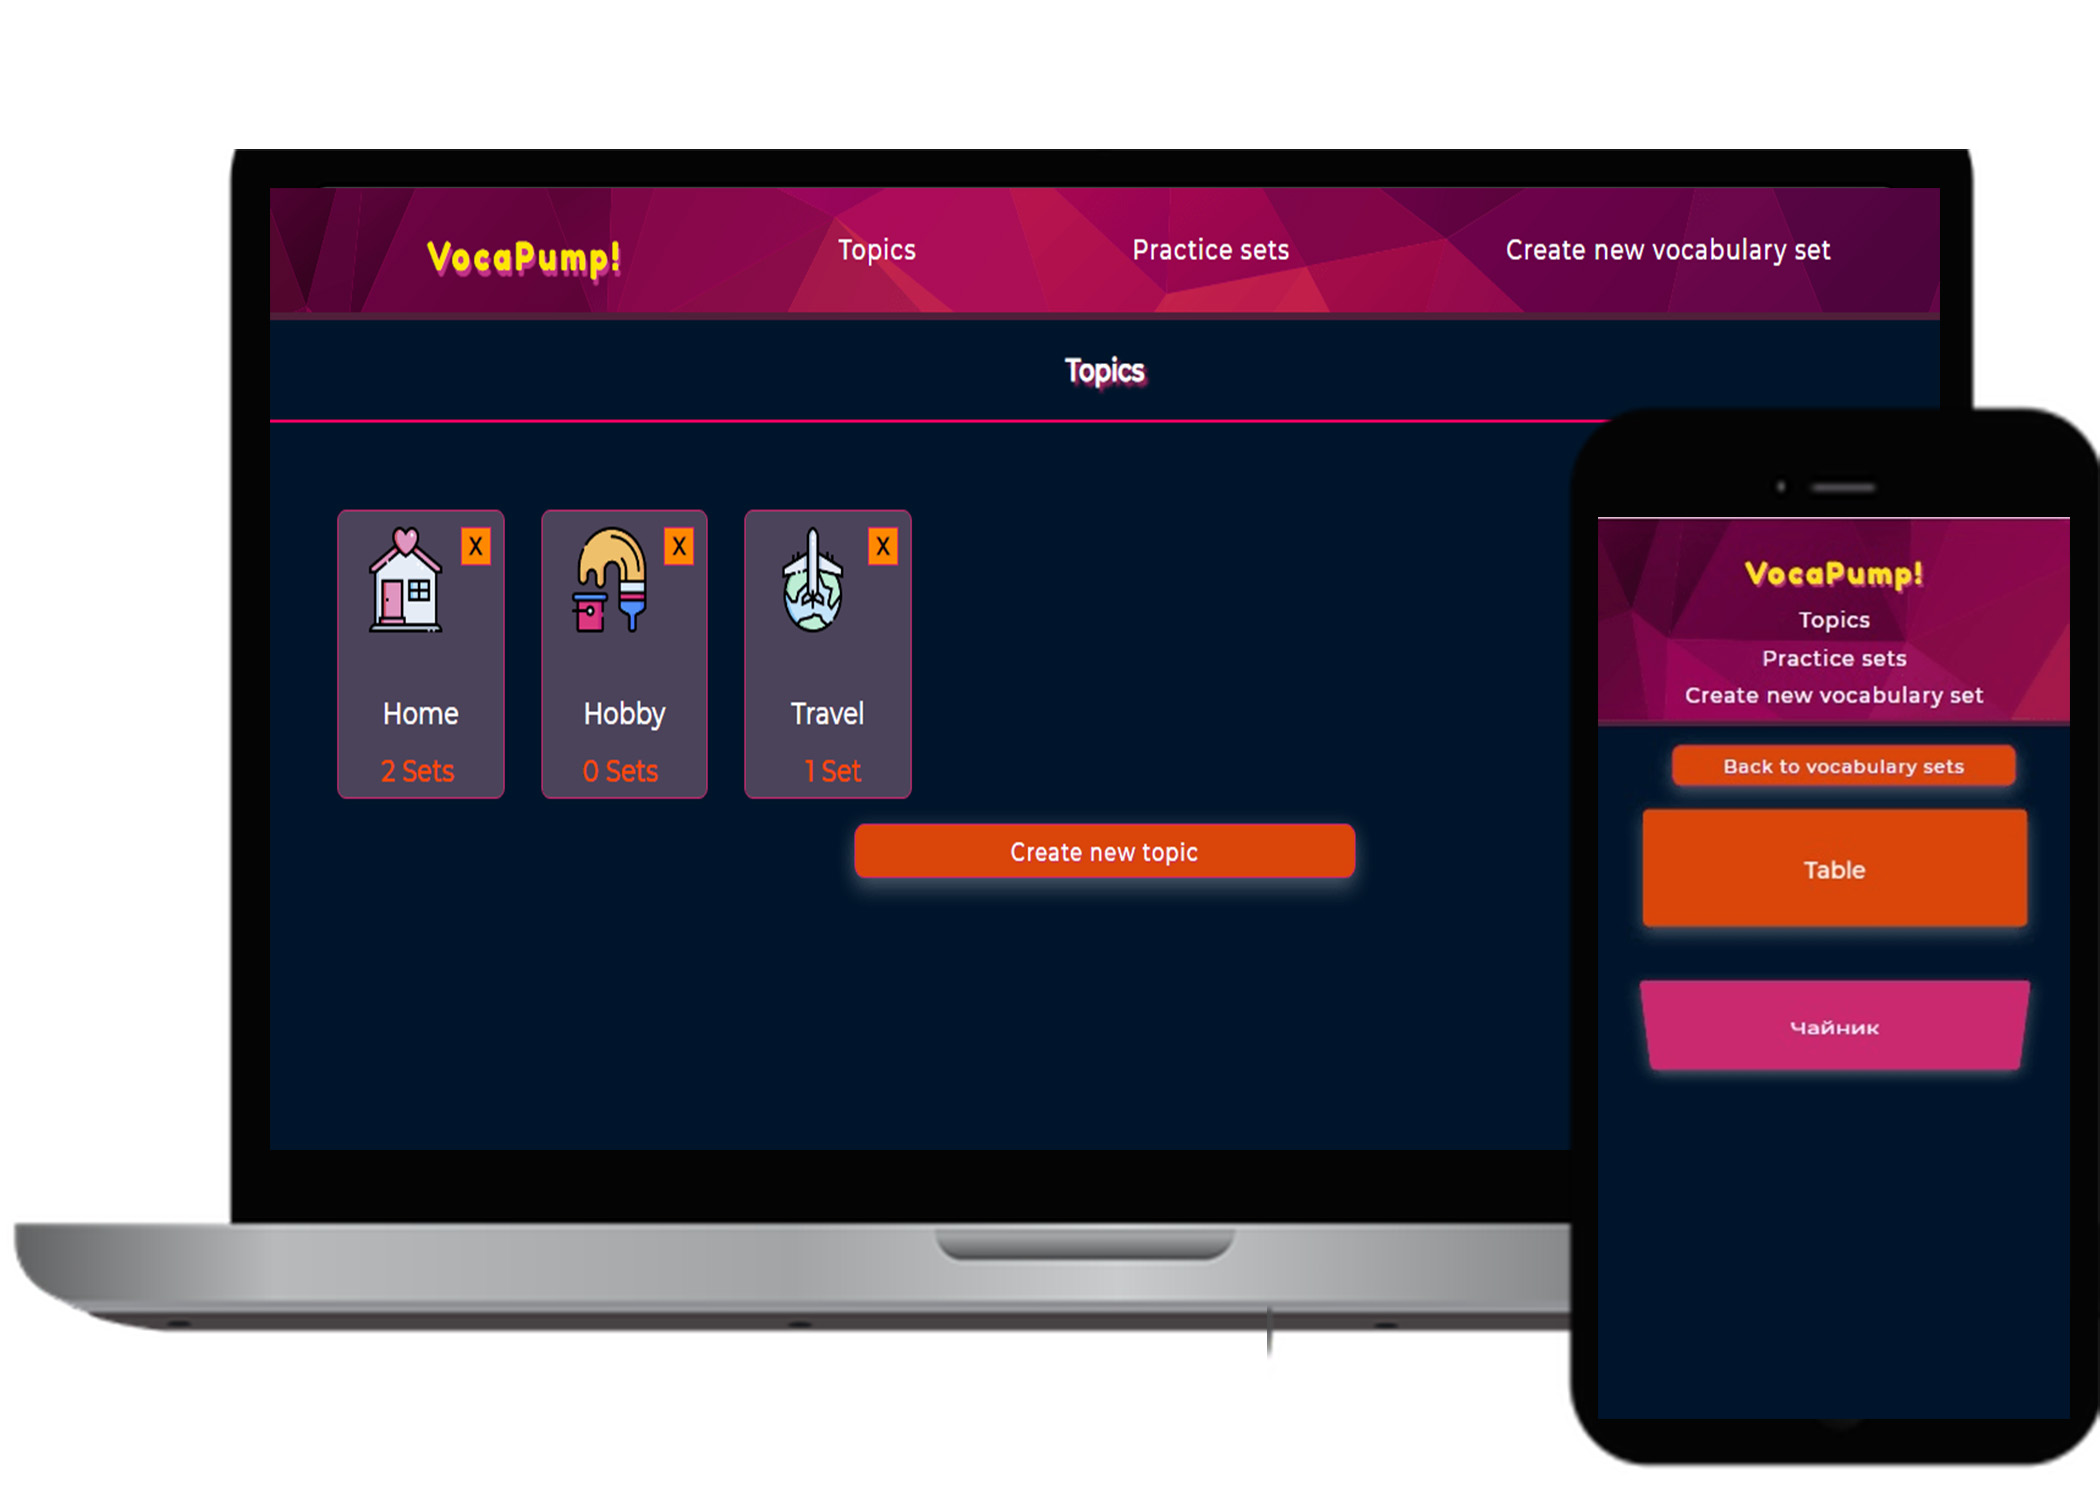 VocaPump!
Topics
Practice sets
Create new vocabulary set
Topics
X
X
X
Home
Hobby
Travel
2 Sets
0 Sets
1 Set
Create new topic
VocaPump!
Topics
Practice sets
Create new vocabulary set
Back to vocabulary sets
Table
Чайник